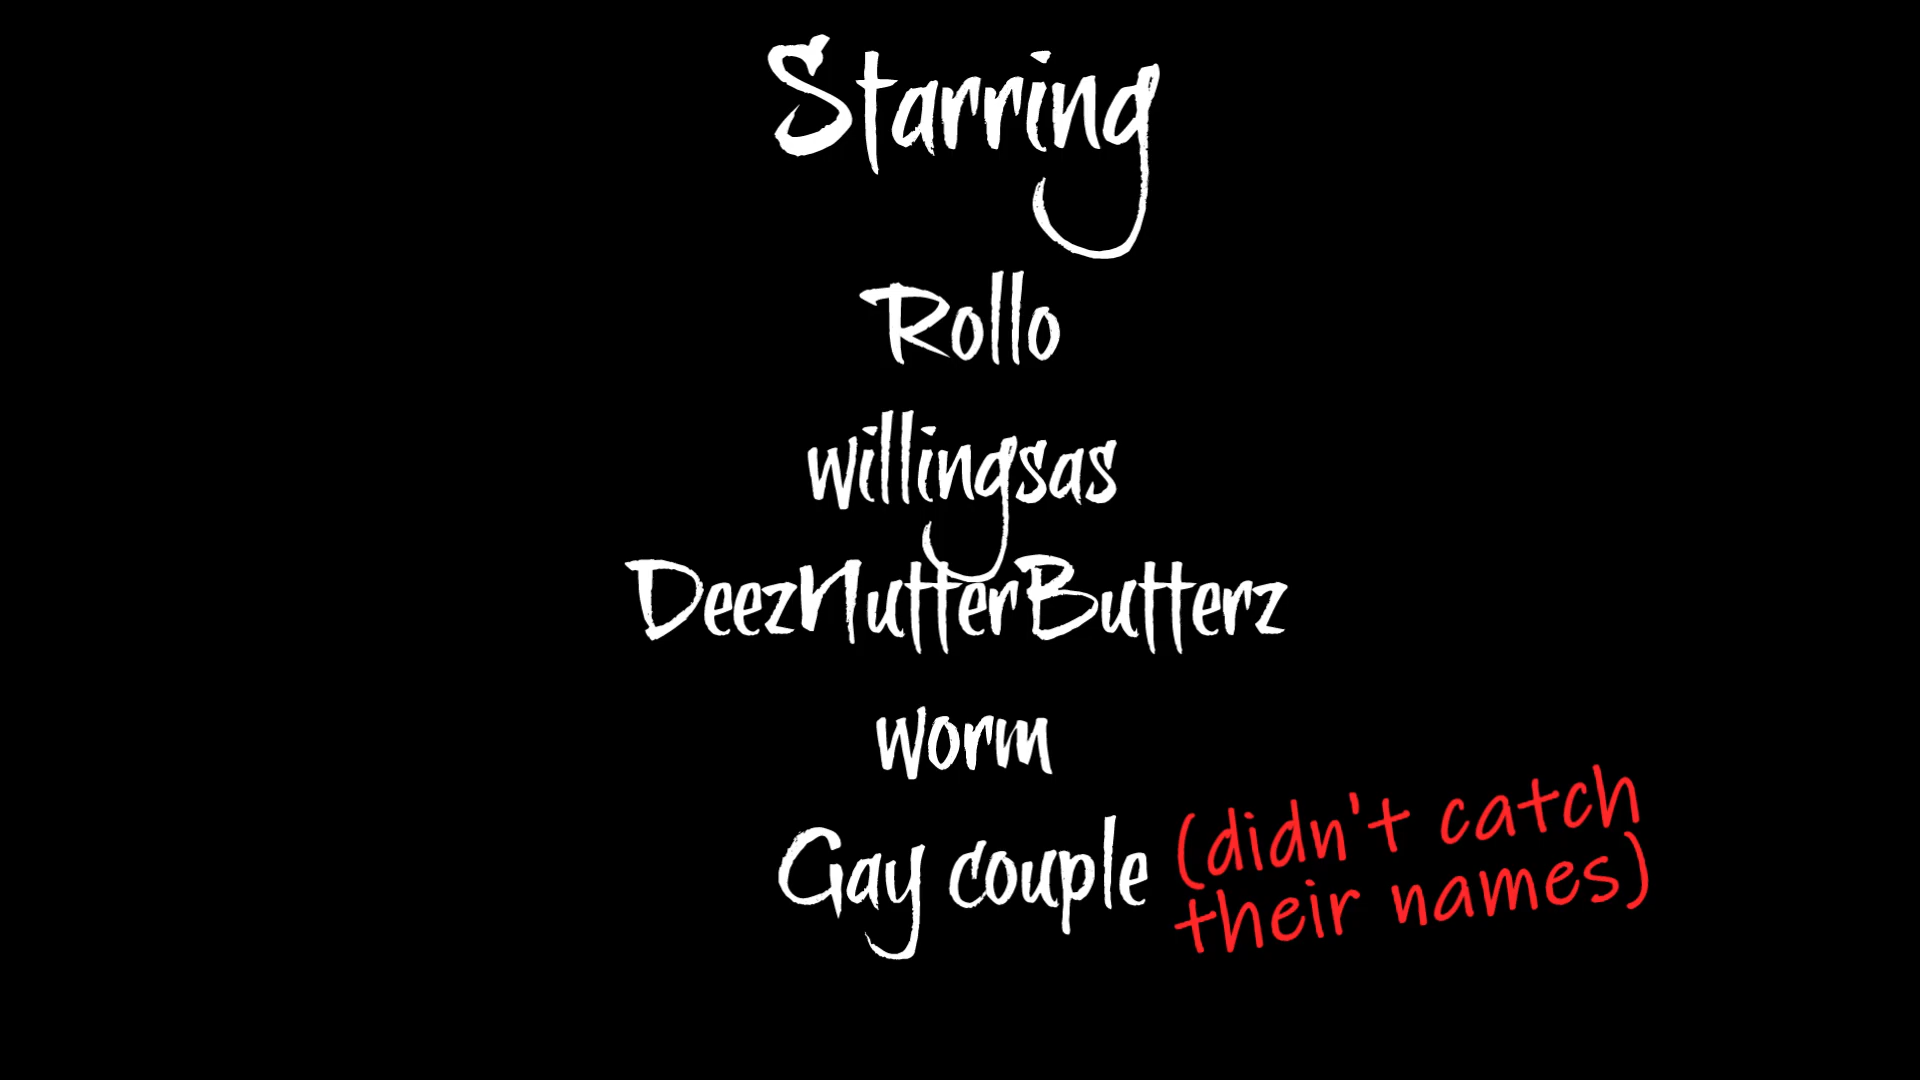 Starring
Rollo
willingsas
DeezNutterButterz
worm
Gay couple (didn't catch
their names)